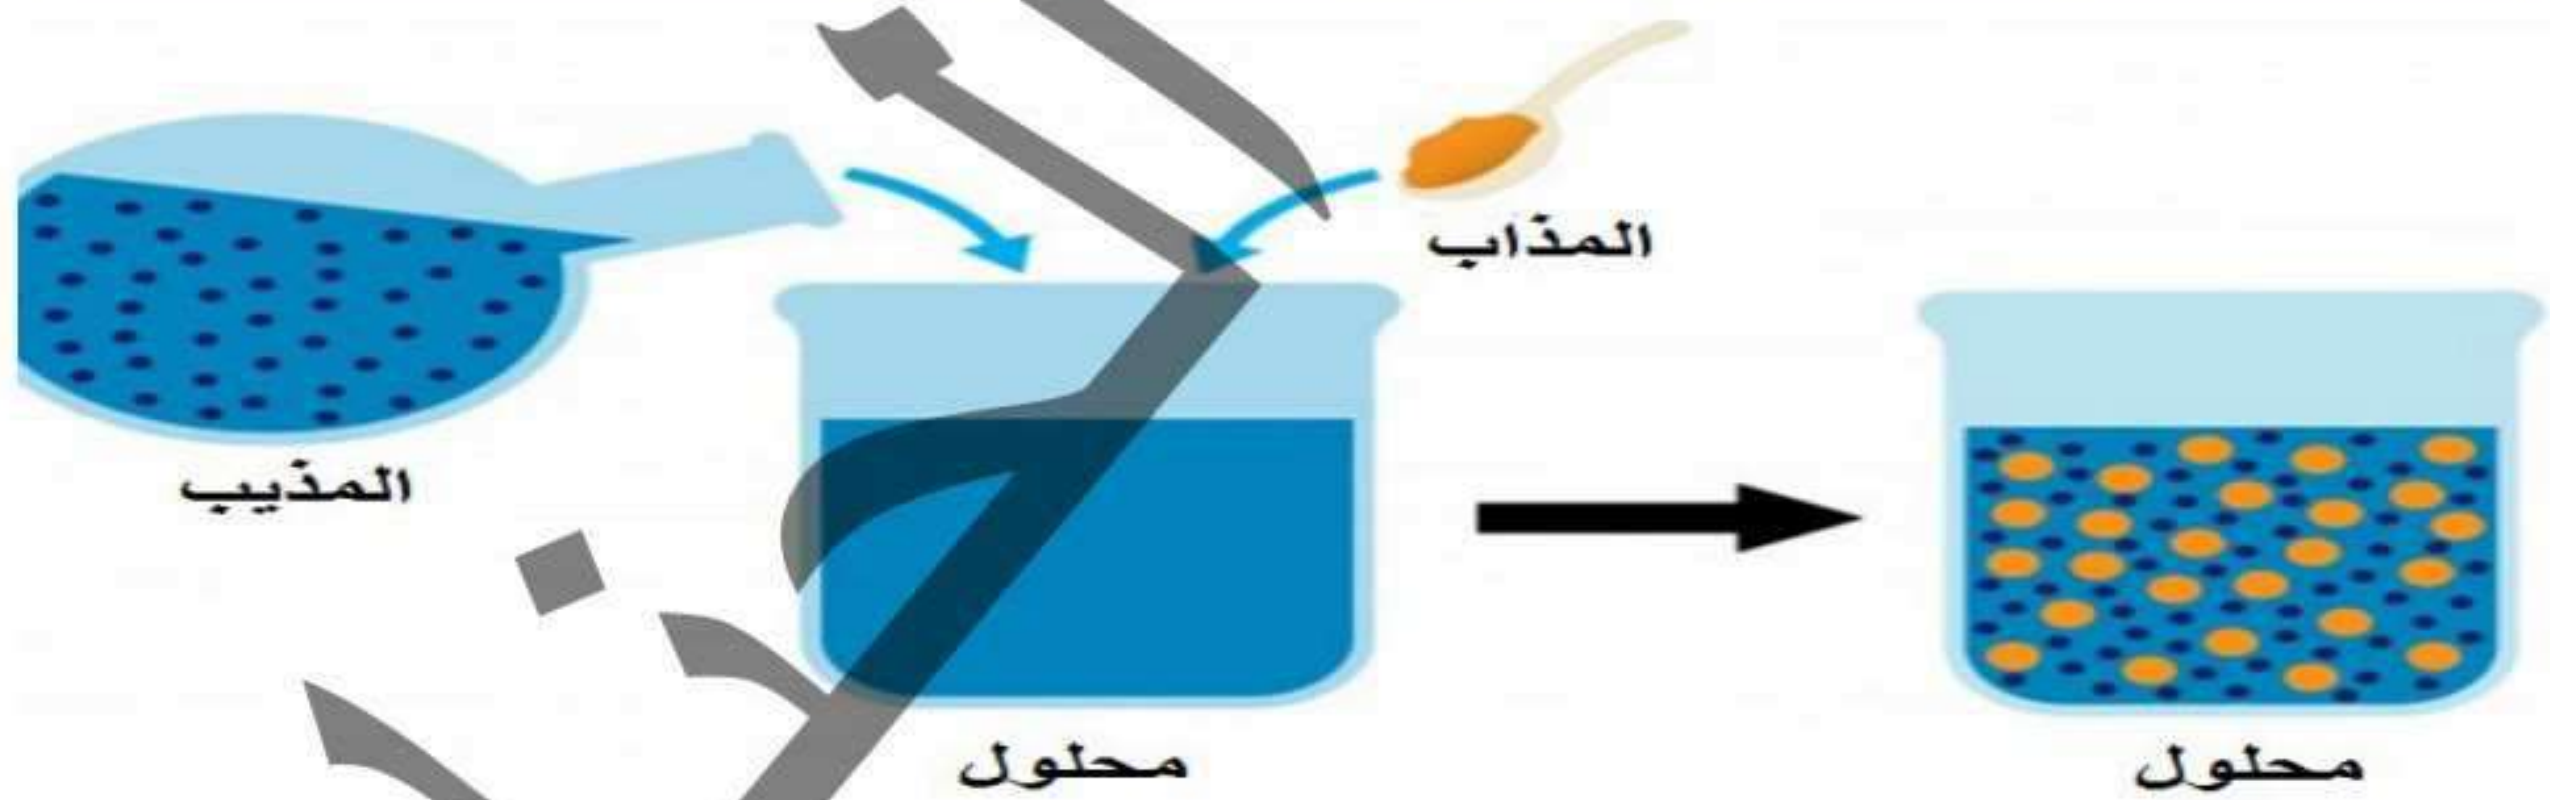 المذاب
المذيب
محلول
محلول